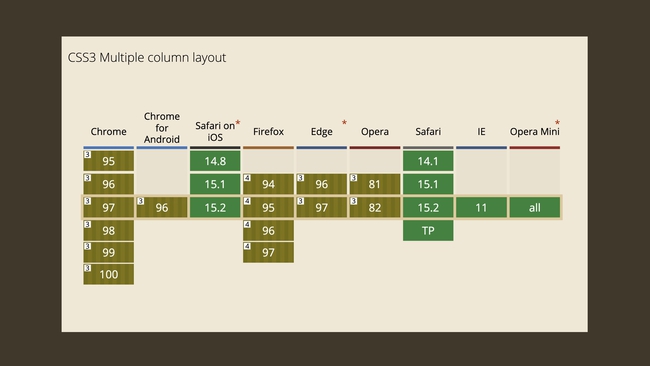 CSS3 Multiple column layout
Chrome
Chrome for Android
Safari on iOS*
Firefox
Edge *
Opera
Safari
IE
Opera Mini *
3 95 14.8 14.1
3 96 15.1 4 94 3 96 3 81 15.1
3 97 3 96 15.2 4 95 3 97 3 82 15.2 11 all
3 98 4 96 TP
3 99 4 97
3 100